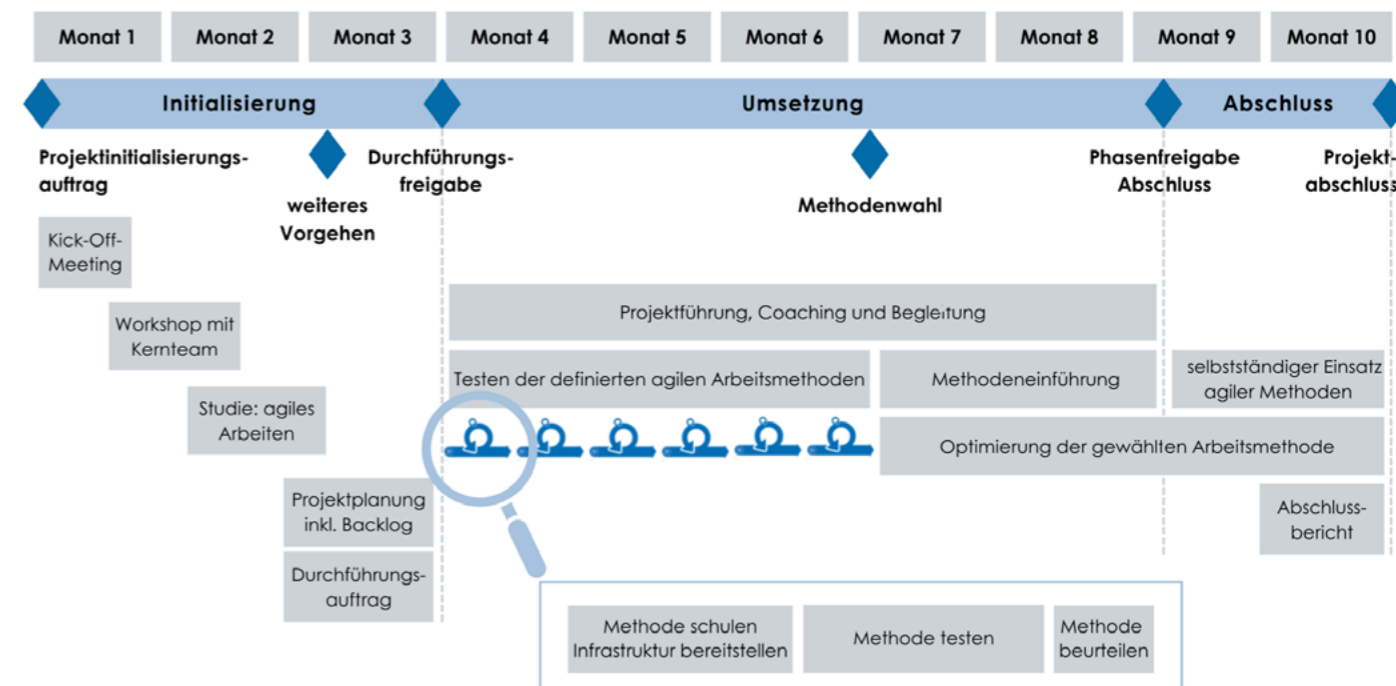 Monat 1
Monat 2
Monat 3
Monat 4
Monat 5
Monat 6
Monat 7
Monat 8
Monat 9
Monat 10
Initialisierung
Umsetzung
Abschluss
Projektinitialisierungs-
auftrag
weiteres
Vorgehen
Durchführungs-
freigabe
Methodenwahl
Phasenfreigabe
Abschluss
Projekt-
abschluss
Kick-Off-
Meeting
Workshop mit
Kernteam
Studie: agiles
Arbeiten
Projektplanung
inkl. Backlog
Durchführungs-
auftrag
Projektführung, Coaching und Begleitung
Testen der definierten agilen Arbeitsmethoden
Methodeneinführung
selbstständiger Einsatz
agiler Methoden
Optimierung der gewählten Arbeitsmethode
Abschluss-
bericht
Methode schulen
Infrastruktur bereitstellen
Methode testen
Methode
beurteilen